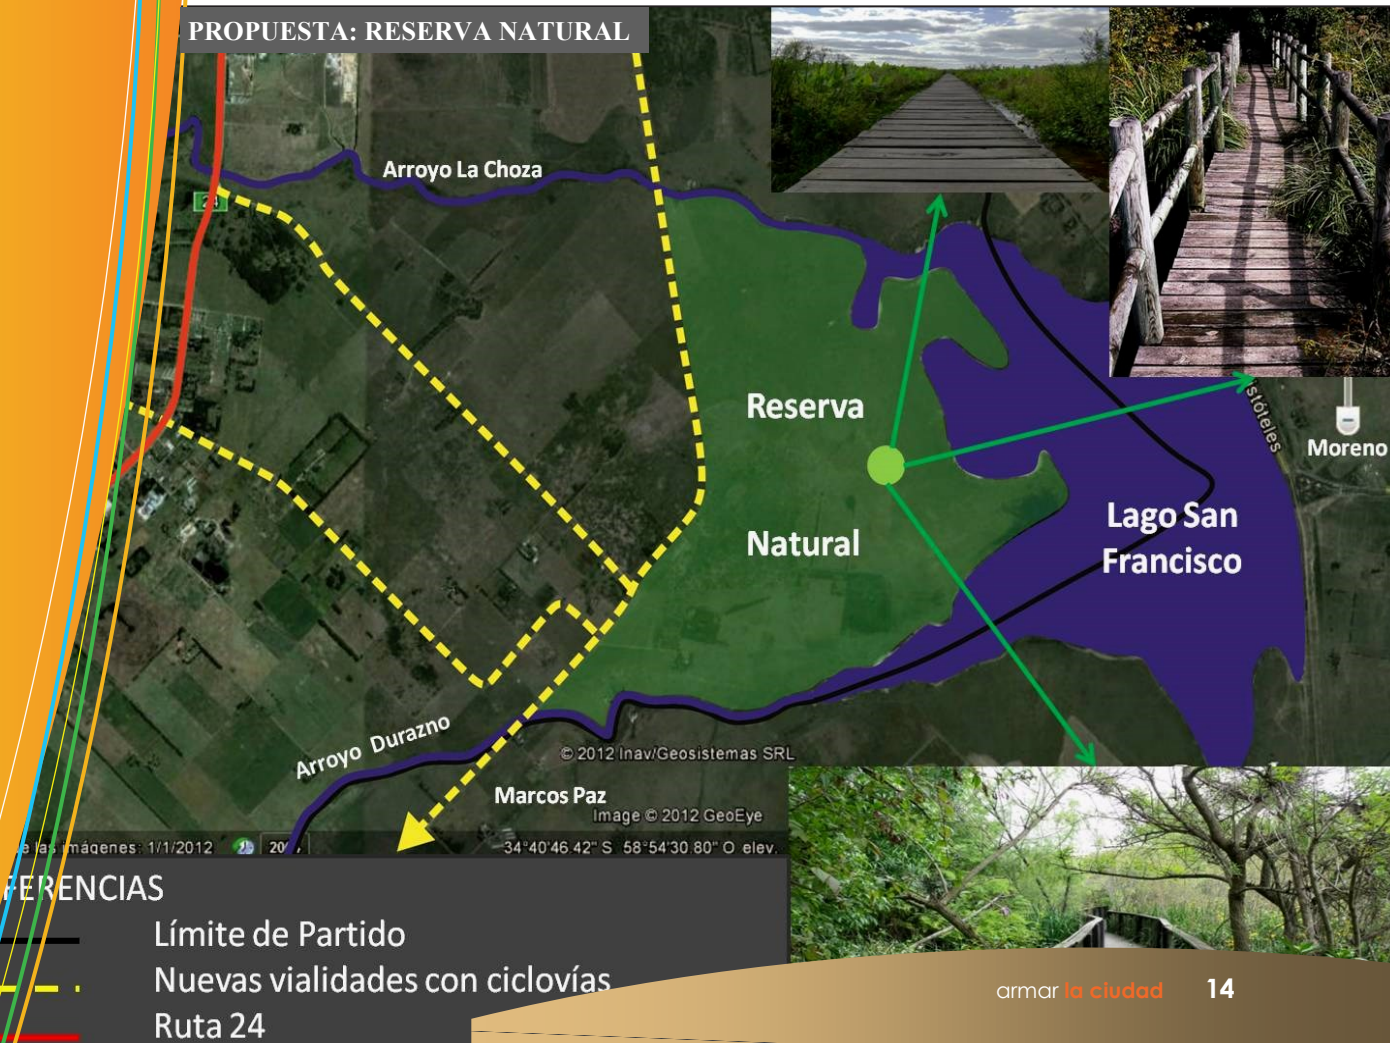 PROPUESTA: RESERVA NATURAL
Arroyo La Choza
Reserva
Moreno
Lago San
Francisco
Natural
Arroyo Durazno
© 2012 Inav/Geosistemas SRL
Marcos Paz
Image © 2012 GeoEye
las imágenes: 1/1/2012
34°40'46.42" S 58°54'30.80" O elev.
FERENCIAS
Límite de Partido
Nuevas vialidades con ciclovías
Ruta 24
armar la ciudad 14